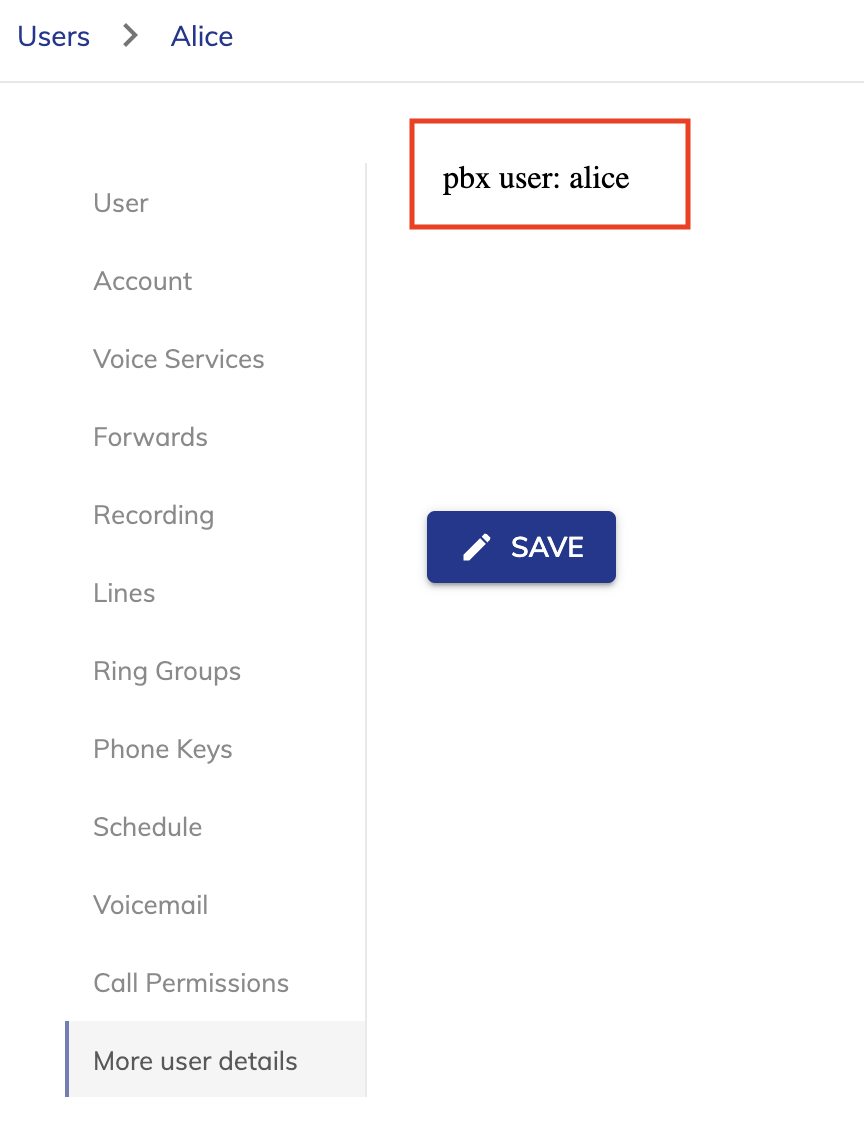 Users > Alice
pbx user: alice
User
Account
Voice Services
Forwards
Recording
Lines
Ring Groups
Phone Keys
Schedule
Voicemail
Call Permissions
More user details
SAVE